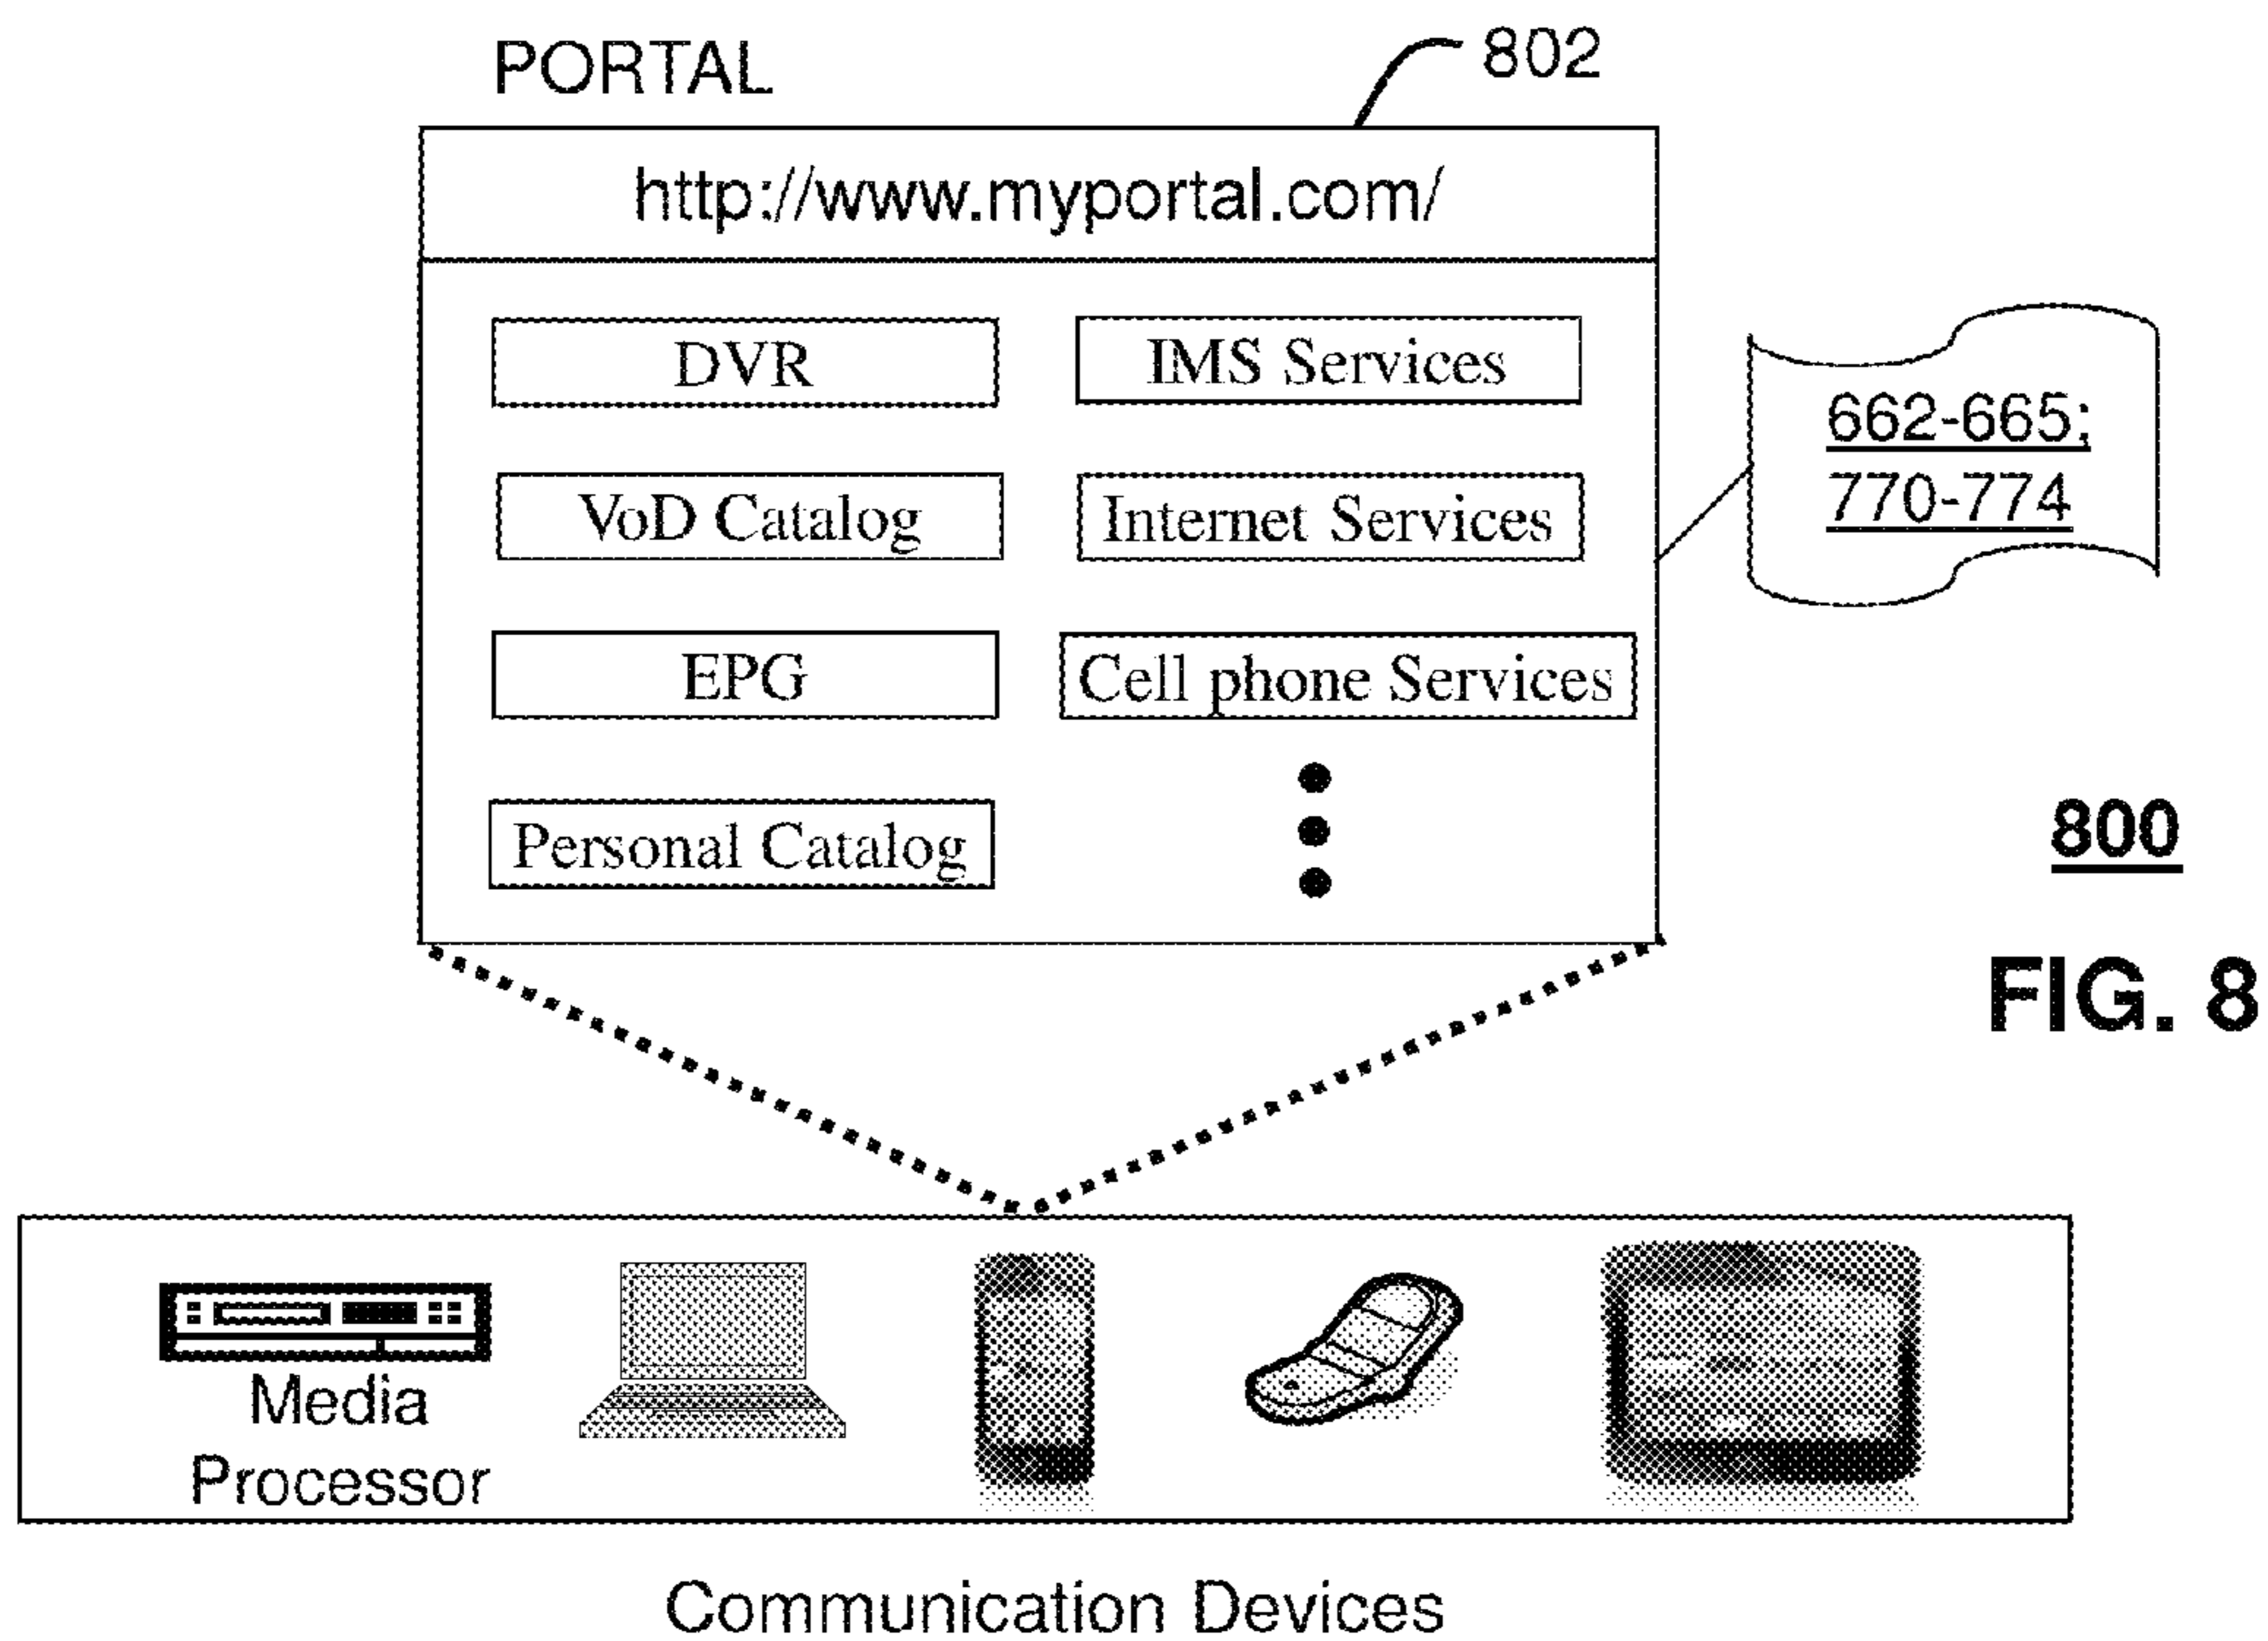 PORTAL
802
http://www.myportal.com/
DVR
IMS Services
VoD Catalog
Internet Services
EPG
Cell phone Services
Personal Catalog
662-665;
770-774
800
FIG. 8
Media
Processor
Communication Devices